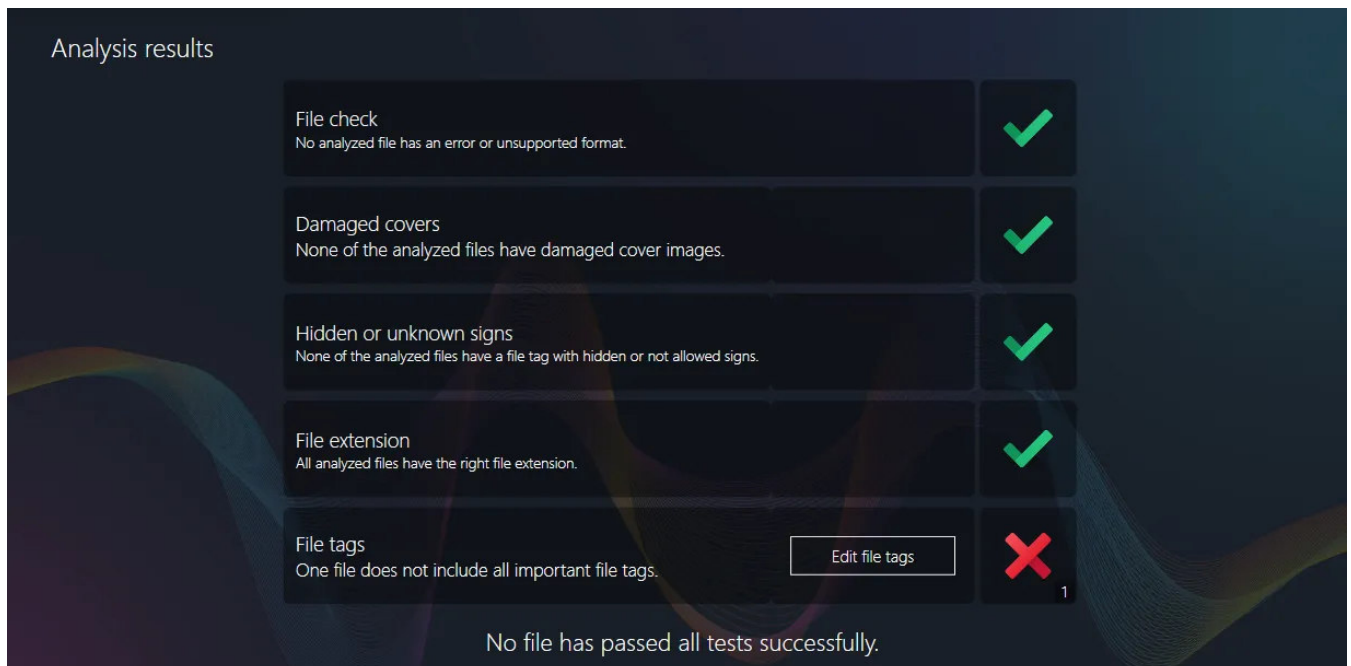 Analysis results
File check
No analyzed file has an error or unsupported format.
Damaged covers
None of the analyzed files have damaged cover images.
Hidden or unknown signs
None of the analyzed files have a file tag with hidden or not allowed signs.
File extension
All analyzed files have the right file extension.
File tags
One file does not include all important file tags.
Edit file tags
1
No file has passed all tests successfully.